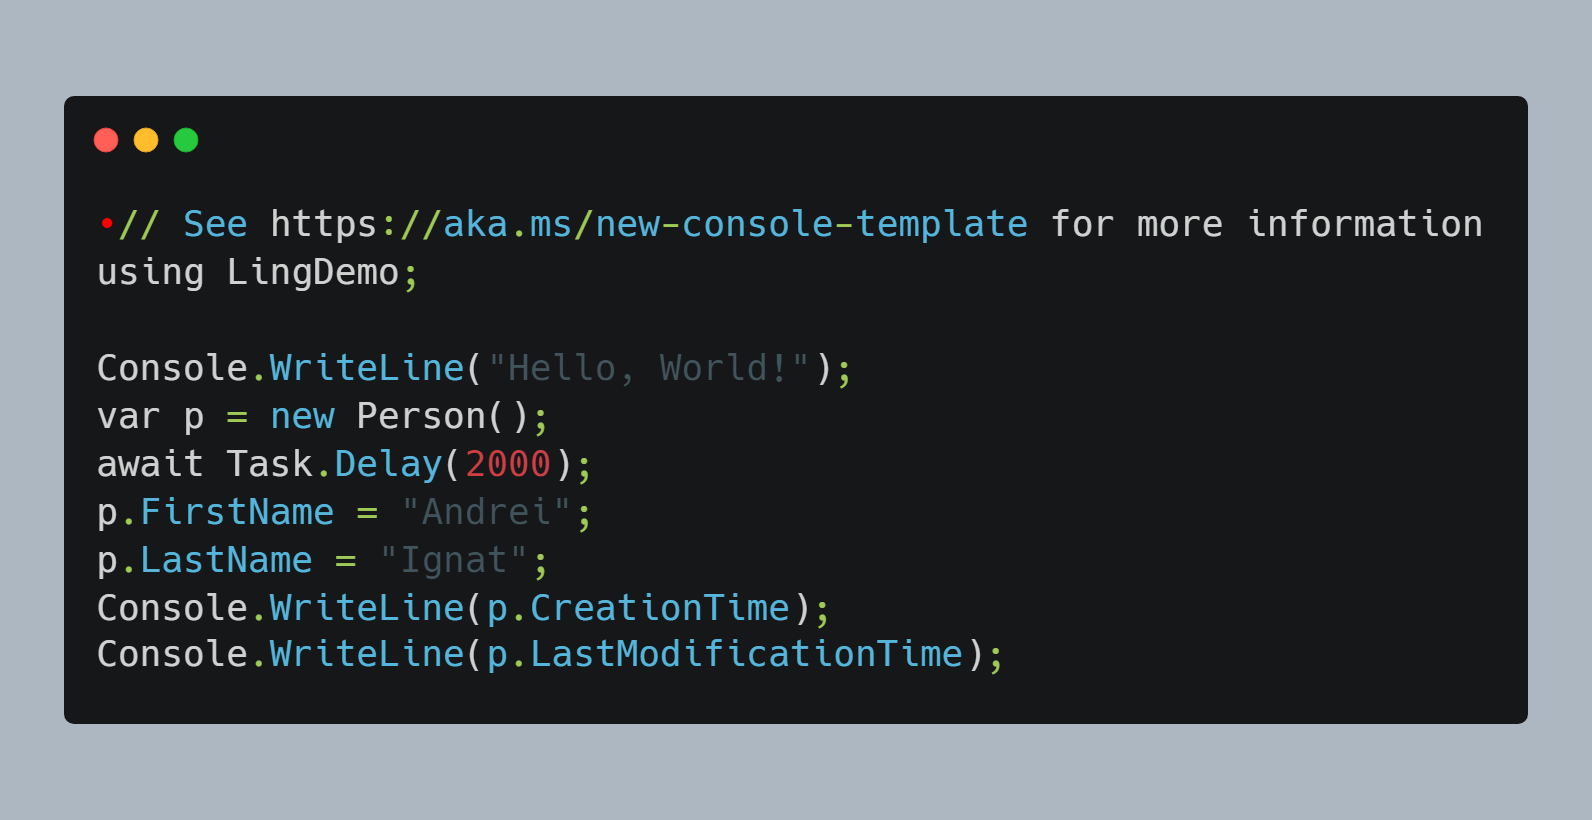 •// See https://aka.ms/new-console-template for more information
using LingDemo;

Console.WriteLine("Hello, World!");
var p = new Person();
await Task.Delay(2000);
p.FirstName = "Andrei";
p.LastName = "Ignat";
Console.WriteLine(p.CreationTime);
Console.WriteLine(p.LastModificationTime);